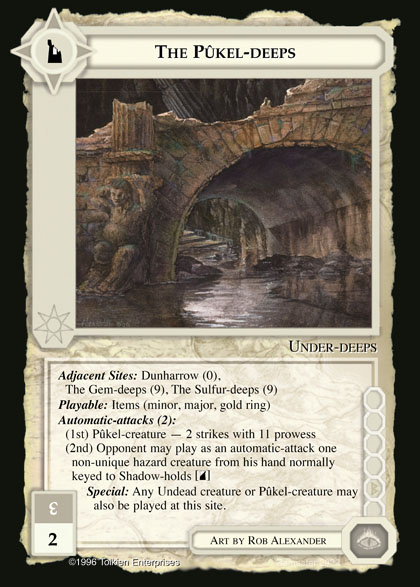 The Pûkel-deeps
Under-deeps
Adjacent Sites: Dunharrow (0),
The Gem-deeps (9), The Sulfur-deeps (9)
Playable: Items (minor, major, gold ring)
Automatic-attacks (2):
(1st) Pûkel-creature — 2 strikes with 11 prowess
(2nd) Opponent may play as an automatic-attack one
non-unique hazard creature from his hand normally
keyed to Shadow-holds [ ]
Special: Any Undead creature or Pûkel-creature may
also be played at this site.
ε
2
Art by Rob Alexander
©1996 Tolkien Enterprises